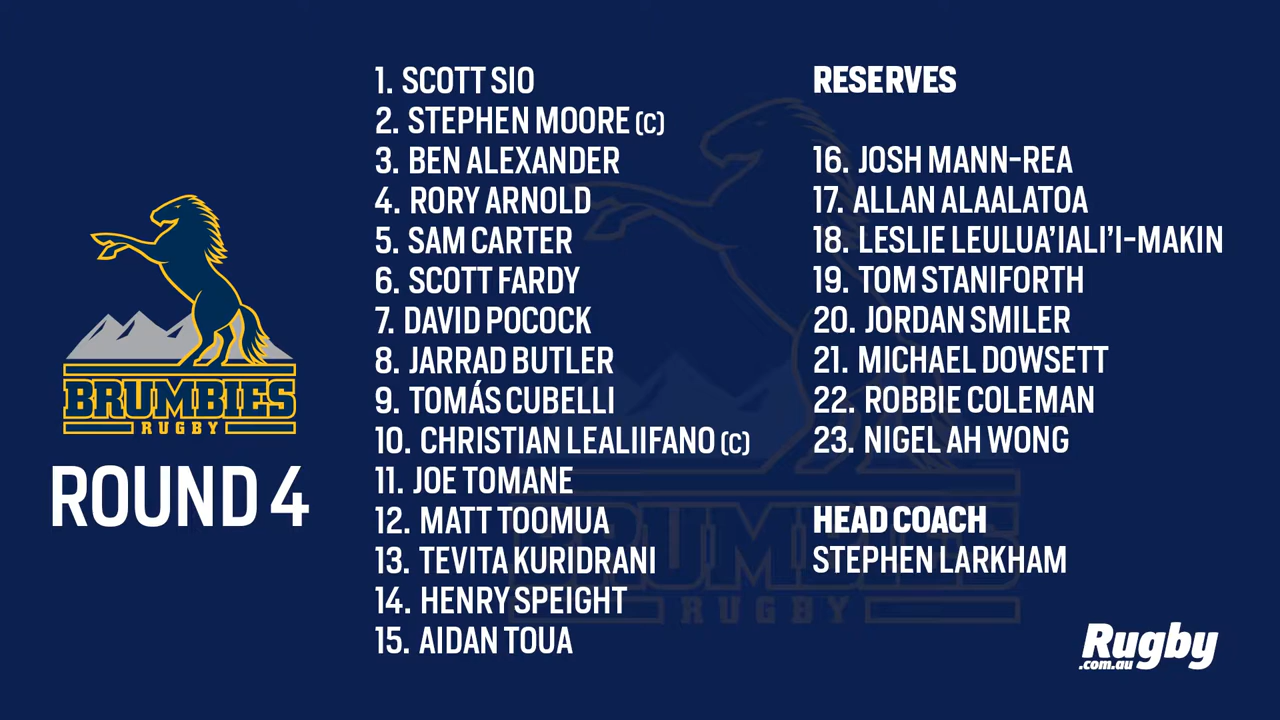 BRUMBIES
RUGBY
ROUND 4
1. SCOTT SIO
2. STEPHEN MOORE (C)
3. BEN ALEXANDER
4. RORY ARNOLD
5. SAM CARTER
6. SCOTT FARDY
7. DAVID POCOCK
8. JARRAD BUTLER
9. TOMÁS CUBELLI
10. CHRISTIAN LEALIIFANO (C)
11. JOE TOMANE
12. MATT TOOMUA
13. TEVITA KURIDRANI
14. HENRY SPEIGHT
15. AIDAN TOUA
RESERVES
16. JOSH MANN-REA
17. ALLAN ALAALATOA
18. LESLIE LEULUA’IALI’I-MAKIN
19. TOM STANIFORTH
20. JORDAN SMILER
21. MICHAEL DOWSETT
22. ROBBIE COLEMAN
23. NIGEL AH WONG
HEAD COACH
STEPHEN LARKHAM
BRUMBIES
RUGBY
Rugby
.com.au